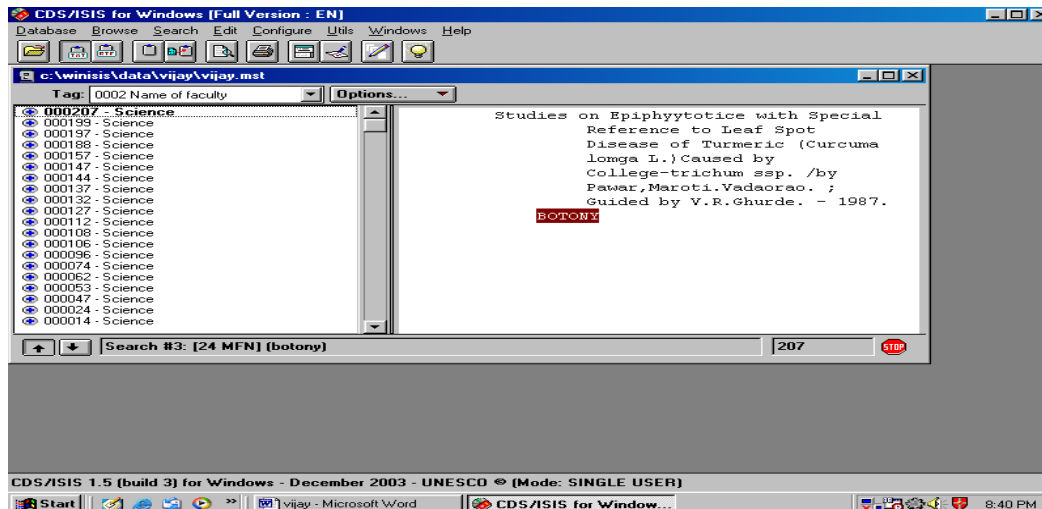 CDS/ISIS for Windows [Full Version : EN]
Database Browse Search Edit Configure Utils Windows Help
c:\winisis\data\vijay\vijay.mst
Tag: 0002 Name of faculty Options...
000207 - Science
000199 - Science
000197 - Science
000188 - Science
000157 - Science
000147 - Science
000144 - Science
000137 - Science
000132 - Science
000127 - Science
000112 - Science
000108 - Science
000106 - Science
000096 - Science
000074 - Science
000062 - Science
000053 - Science
000047 - Science
000024 - Science
000014 - Science
Studies on Epiphyytotice with Special
Reference to Leaf Spot
Disease of Turmeric (Curcuma
lomga L.)Caused by
College-trichum ssp. /by
Pawar,Maroti.Vadaorao. ;
Guided by V.R.Ghurde. - 1987.
BOTONY
Search #3: [24 MFN] (botony) 207 STOP
CDS/ISIS 1.5 (build 3) for Windows - December 2003 - UNESCO © (Mode: SINGLE USER)
Start » vijay - Microsoft Word CDS/ISIS for Window... 8:40 PM